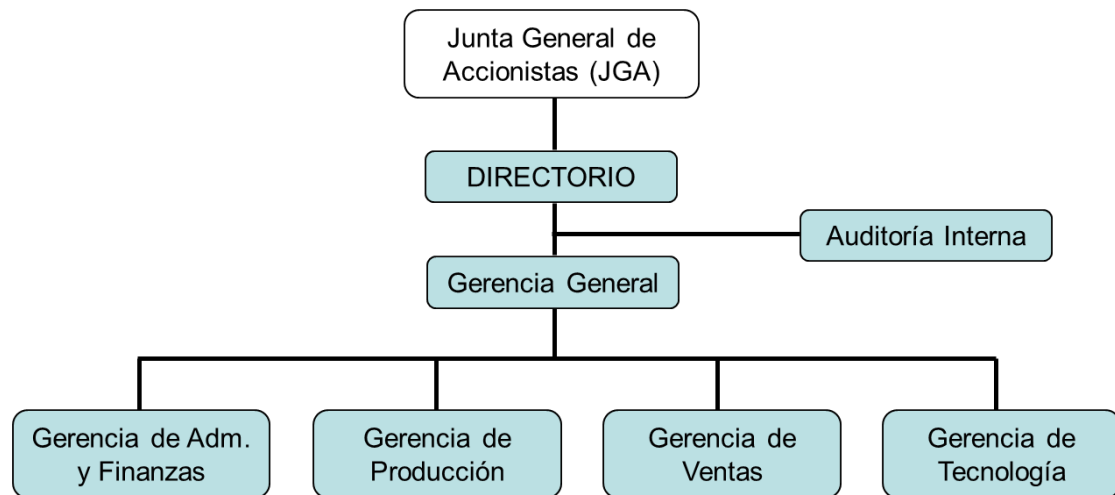 Junta General de
Accionistas (JGA)
DIRECTORIO
Auditoría Interna
Gerencia General
Gerencia de Adm.
y Finanzas
Gerencia de
Producción
Gerencia de
Ventas
Gerencia de
Tecnología